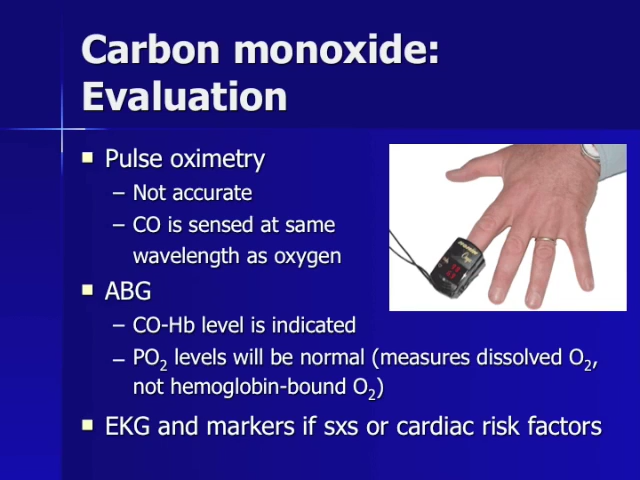 Carbon monoxide:
Evaluation
Pulse oximetry
– Not accurate
– CO is sensed at same
wavelength as oxygen
ABG
– CO-Hb level is indicated
– PO2 levels will be normal (measures dissolved O2,
not hemoglobin-bound O2)
EKG and markers if sxs or cardiac risk factors